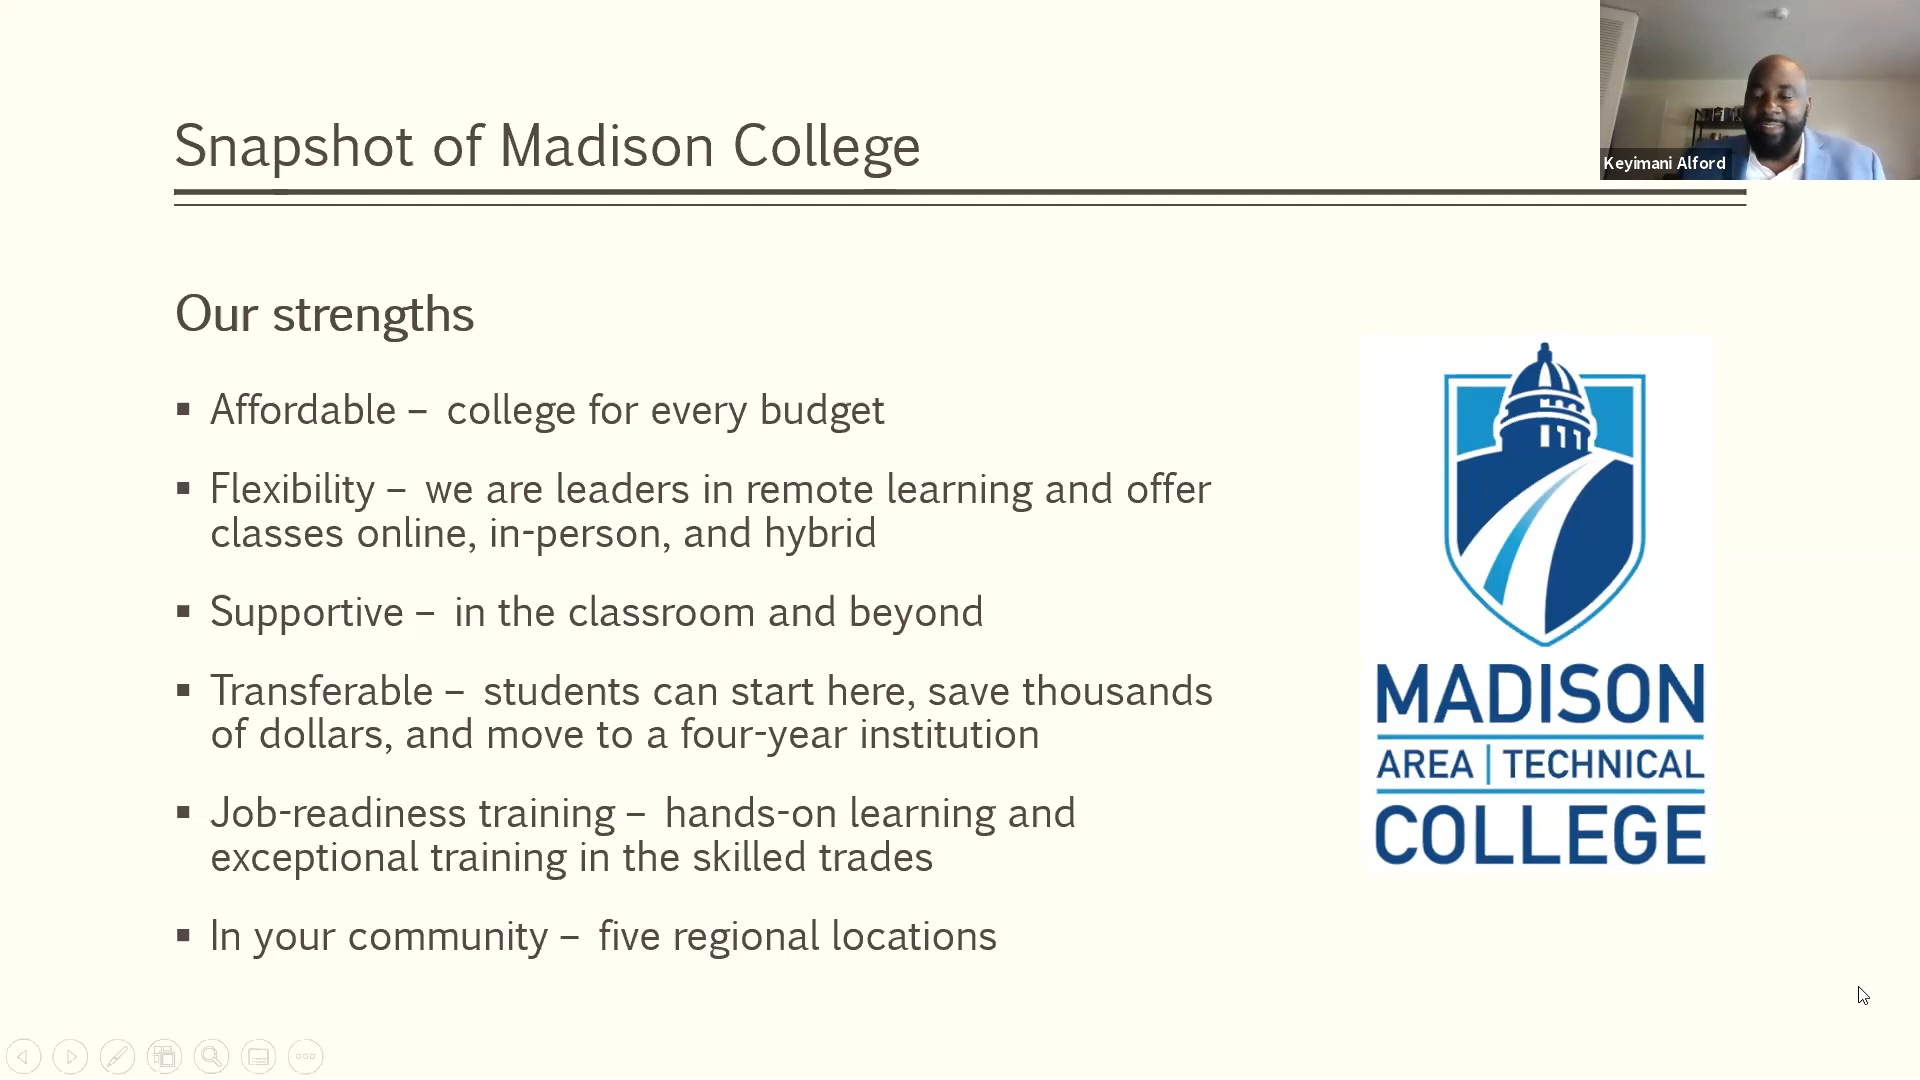 Snapshot of Madison College
Keyimani Alford
Our strengths
▪ Affordable – college for every budget
▪ Flexibility – we are leaders in remote learning and offer
classes online, in-person, and hybrid
▪ Supportive – in the classroom and beyond
▪ Transferable – students can start here, save thousands
of dollars, and move to a four-year institution
▪ Job-readiness training – hands-on learning and
exceptional training in the skilled trades
▪ In your community – five regional locations
MADISON
AREA | TECHNICAL
COLLEGE